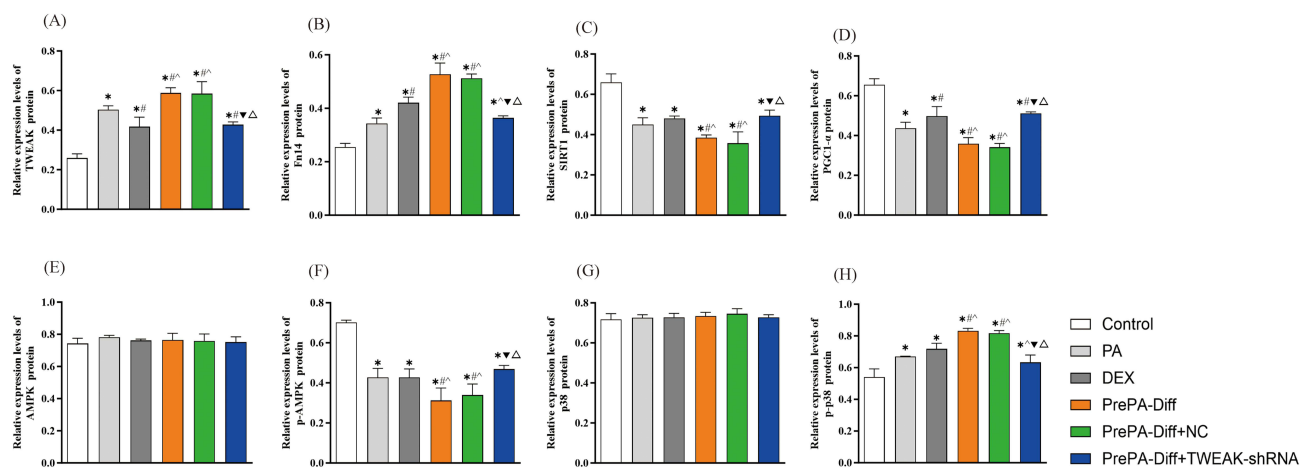 (A)
Relative expression levels of
TWEAK protein
0.8
0.6
0.4
0.2
0.0
*
*#
*#^
*#^
*#▼△
(B)
Relative expression levels of
Fn14 protein
0.6
0.4
0.2
0.0
*
*#
*#^
*#^
*^▼△
(C)
Relative expression levels of
SIRT1 protein
0.8
0.6
0.4
0.2
0.0
*
*
*#^
*#^
*▼△
(D)
Relative expression levels of
PGC1-α protein
0.8
0.6
0.4
0.2
0.0
*
*#
*#^
*#^
*#▼△
(E)
Relative expression levels of
AMPK protein
1.0
0.8
0.6
0.4
0.2
0.0
(F)
Relative expression levels of
p-AMPK protein
0.8
0.6
0.4
0.2
0.0
*
*
*#^
*#^
*▼△
(G)
Relative expression levels of
p38 protein
0.8
0.6
0.4
0.2
0.0
(H)
Relative expression levels of
p-p38 protein
1.0
0.8
0.6
0.4
0.2
0.0
*
*
*#^
*#^
*^▼△
Control
PA
DEX
PrePA-Diff
PrePA-Diff+NC
PrePA-Diff+TWEAK-shRNA